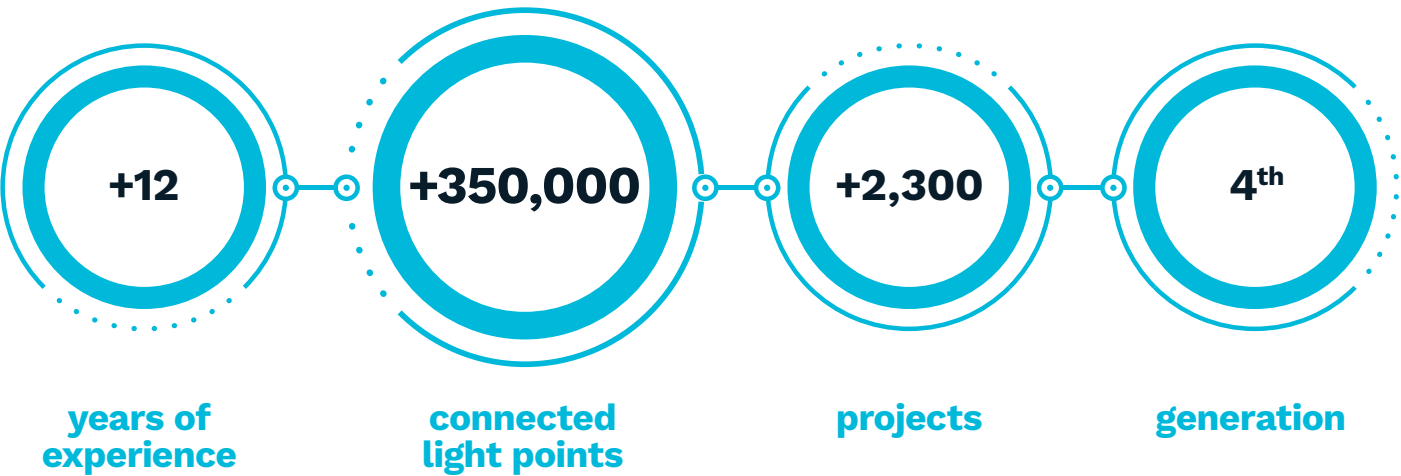 +12
years of
experience
+350,000
connected
light points
+2,300
projects
4th
generation